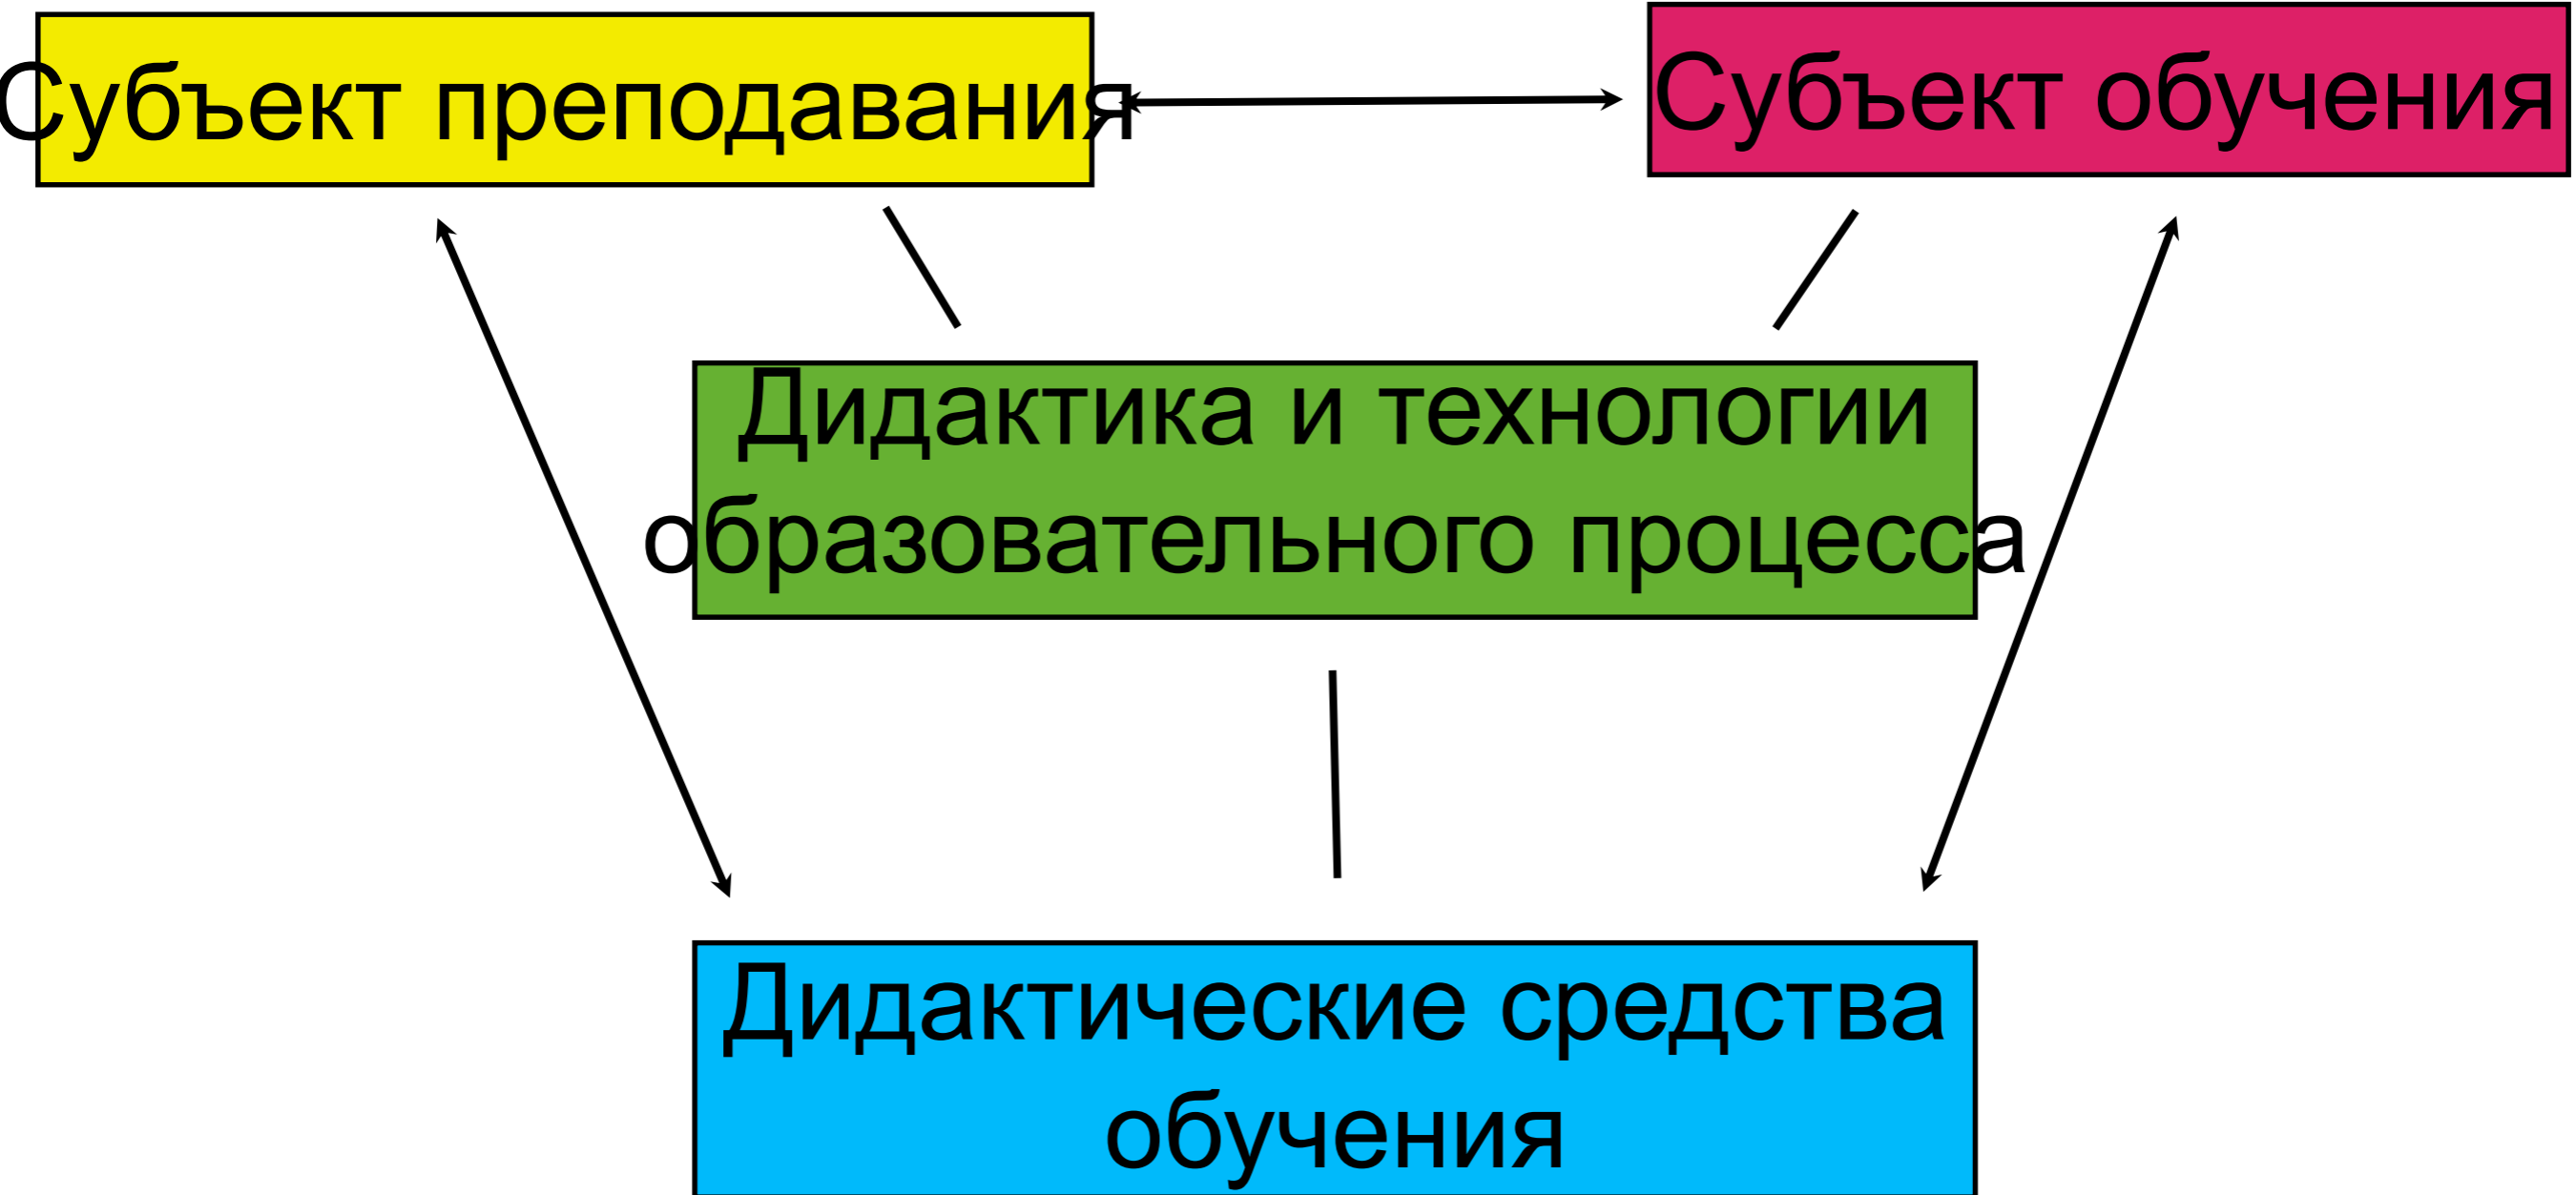 Субъект преподавания
Субъект обучения
Дидактика и технологии
образовательного процесса
Дидактические средства
обучения